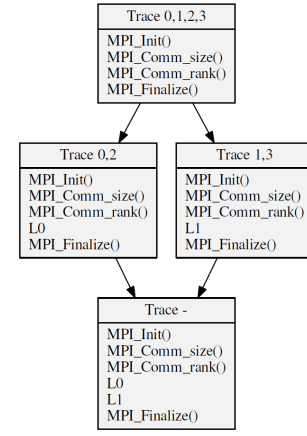 Trace 0,1,2,3
MPI_Init()
MPI_Comm_size()
MPI_Comm_rank()
MPI_Finalize()
Trace 0,2
MPI_Init()
MPI_Comm_size()
MPI_Comm_rank()
L0
MPI_Finalize()
Trace 1,3
MPI_Init()
MPI_Comm_size()
MPI_Comm_rank()
L1
MPI_Finalize()
Trace -
MPI_Init()
MPI_Comm_size()
MPI_Comm_rank()
L0
L1
MPI_Finalize()